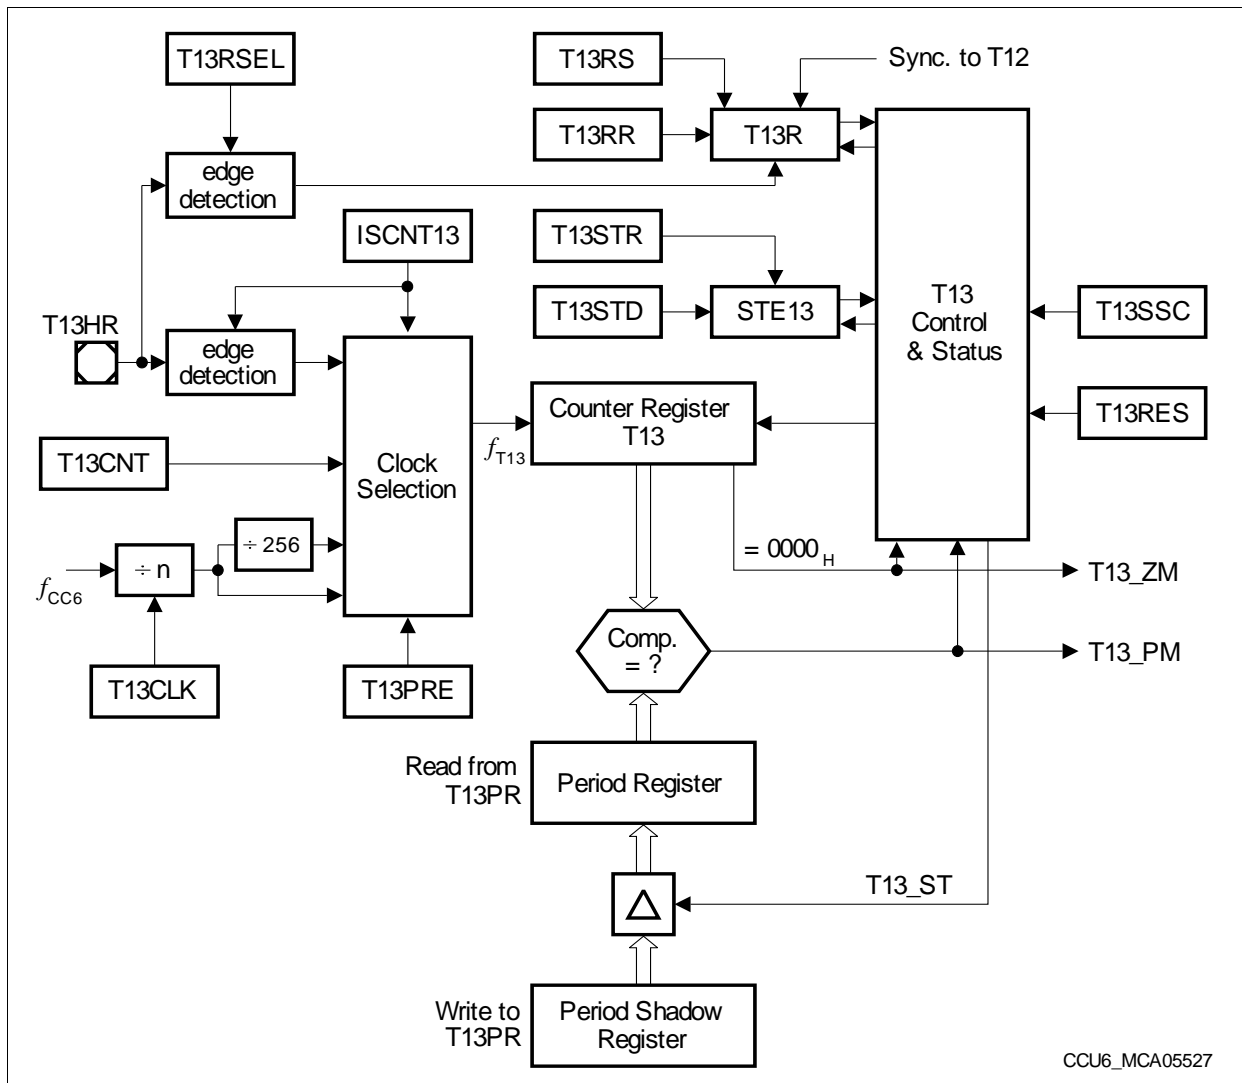 T13RSEL
T13RS
Sync. to T12
T13RR
T13R
edge
detection
ISCNT13
T13STR
T13STD
STE13
T13
Control
& Status
T13SSC
T13HR
edge
detection
T13RES
Counter Register
T13
fT13
T13CNT
Clock
Selection
÷ 256
÷ n
fCC6
= 0000H
T13_ZM
Comp.
= ?
T13_PM
T13CLK
T13PRE
Read from
T13PR
Period Register
T13_ST
Write to
T13PR
Period Shadow
Register
CCU6_MCA05527